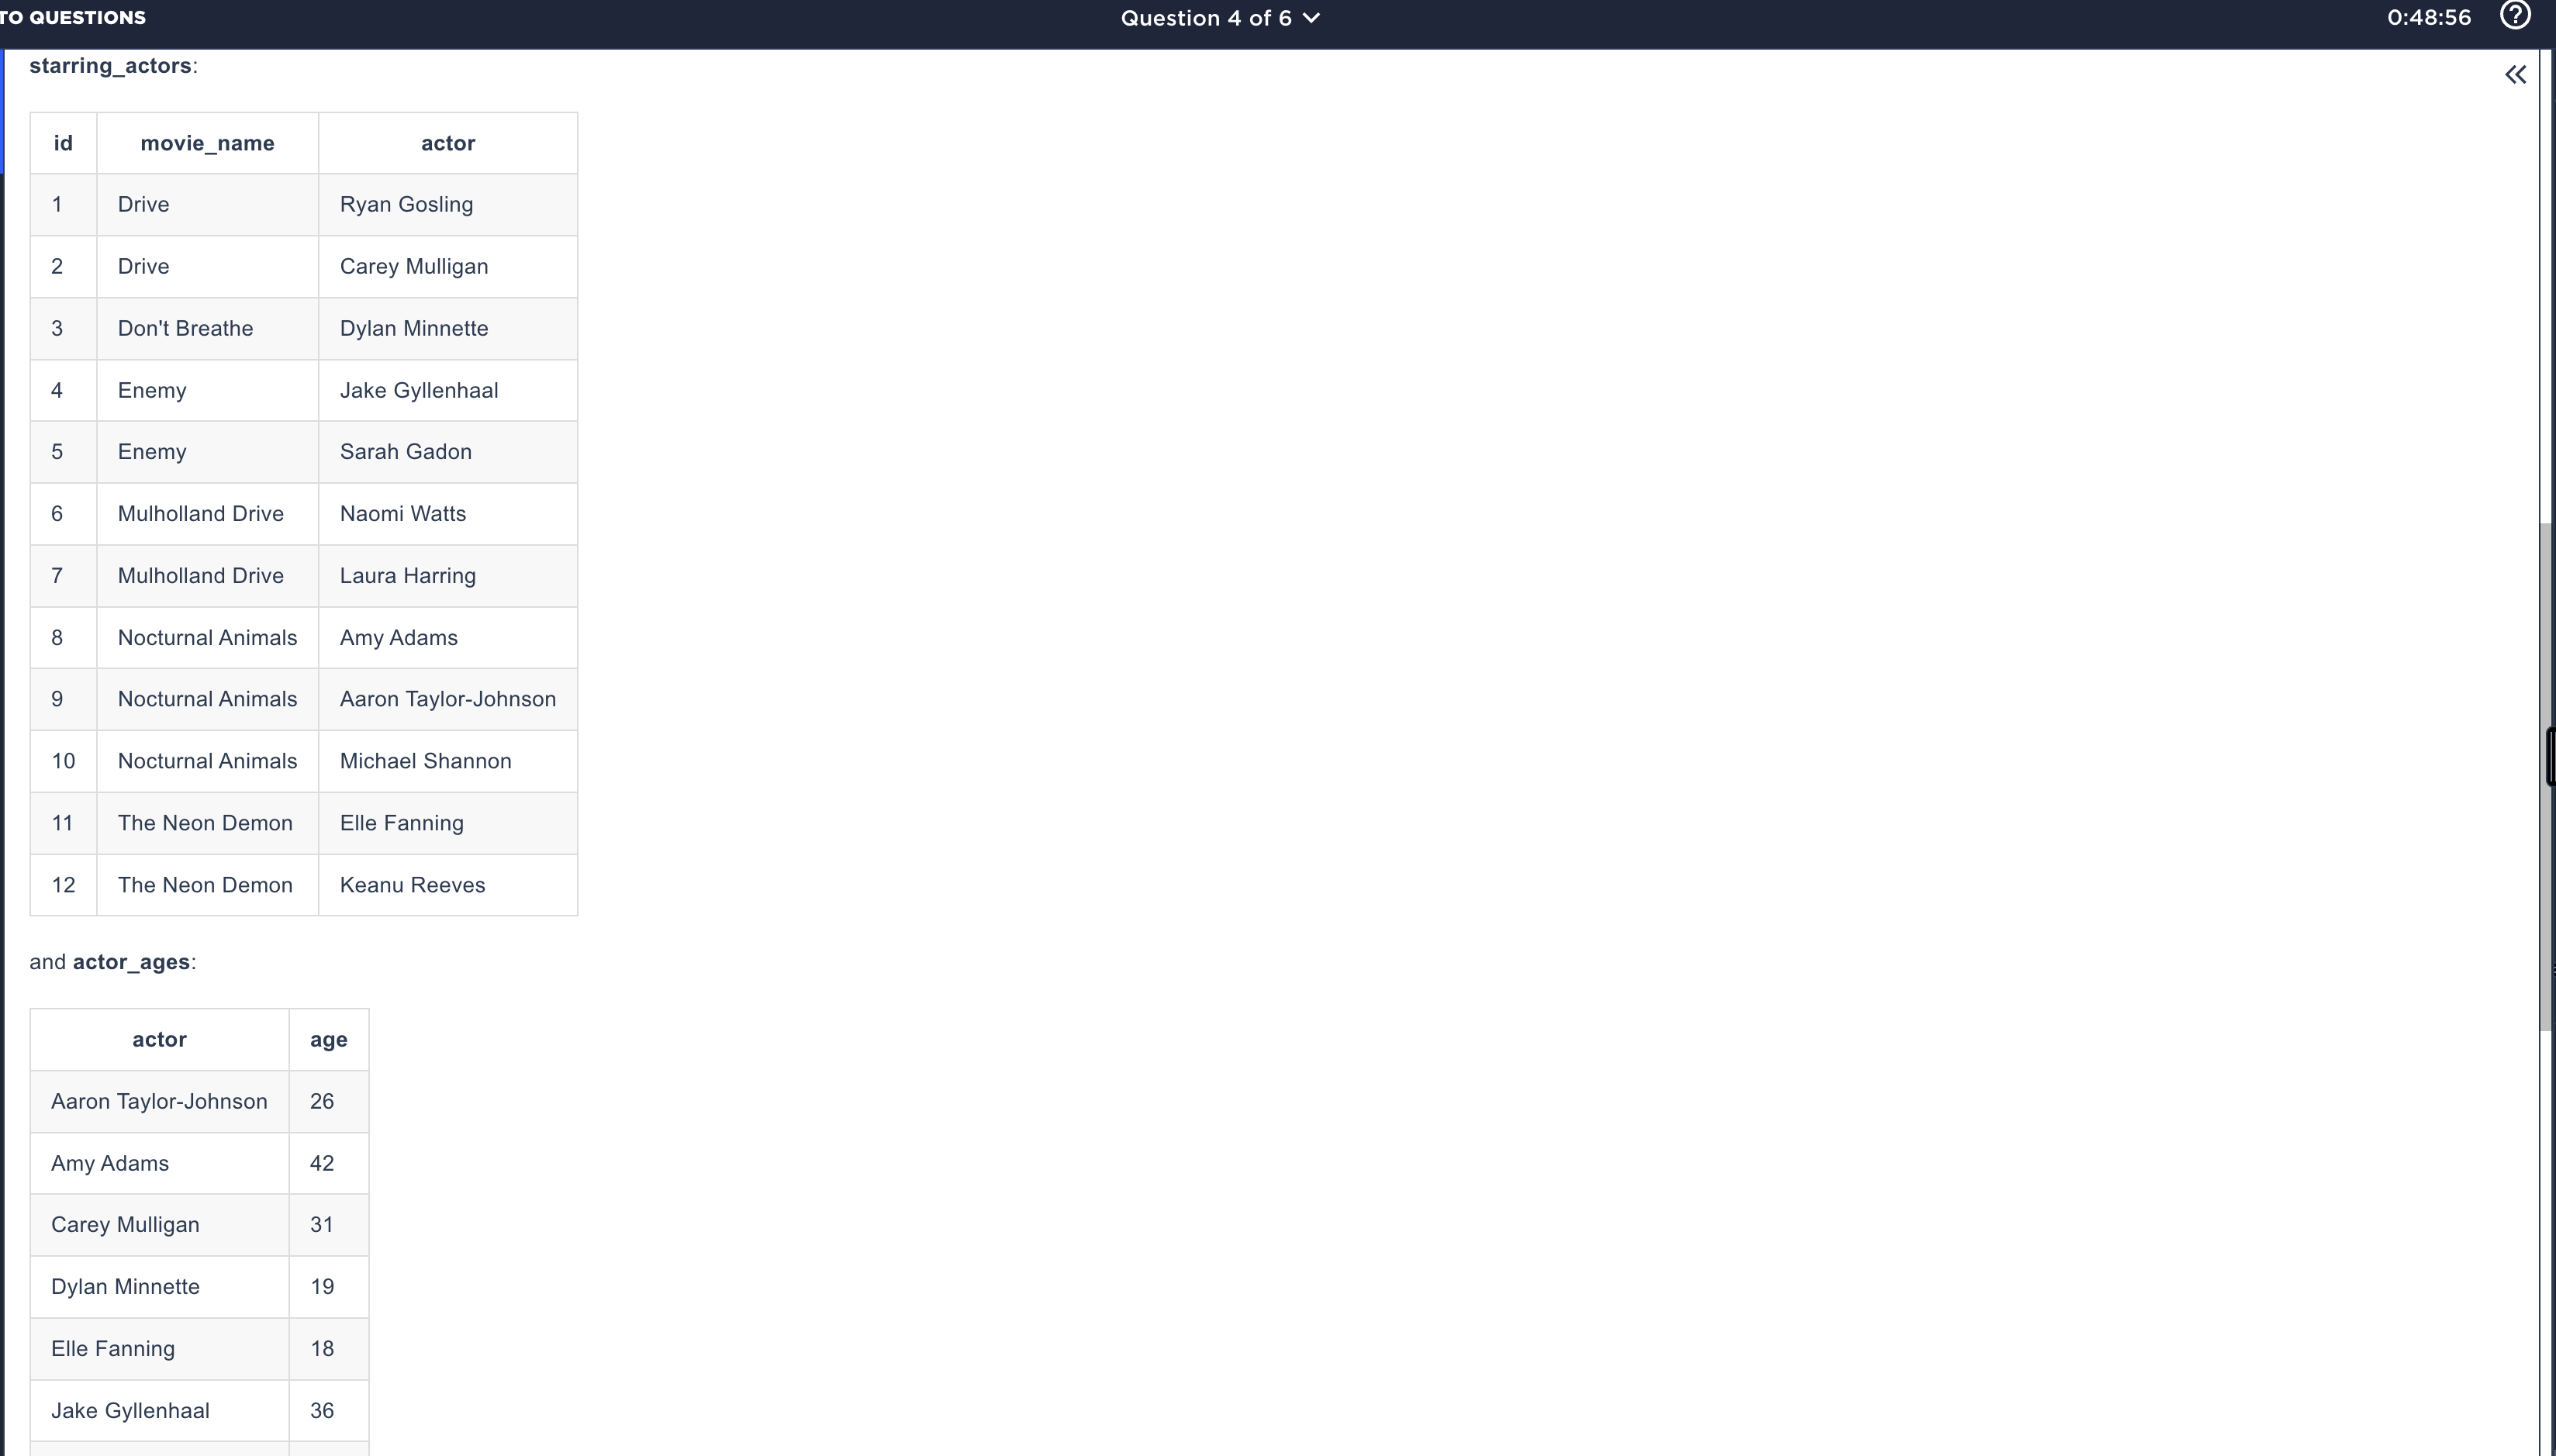 TO QUESTIONS
Question 4 of 6
0:48:56
?
starring_actors:
id movie_name actor
1 Drive Ryan Gosling
2 Drive Carey Mulligan
3 Don't Breathe Dylan Minnette
4 Enemy Jake Gyllenhaal
5 Enemy Sarah Gadon
6 Mulholland Drive Naomi Watts
7 Mulholland Drive Laura Harring
8 Nocturnal Animals Amy Adams
9 Nocturnal Animals Aaron Taylor-Johnson
10 Nocturnal Animals Michael Shannon
11 The Neon Demon Elle Fanning
12 The Neon Demon Keanu Reeves
and actor_ages:
actor age
Aaron Taylor-Johnson 26
Amy Adams 42
Carey Mulligan 31
Dylan Minnette 19
Elle Fanning 18
Jake Gyllenhaal 36